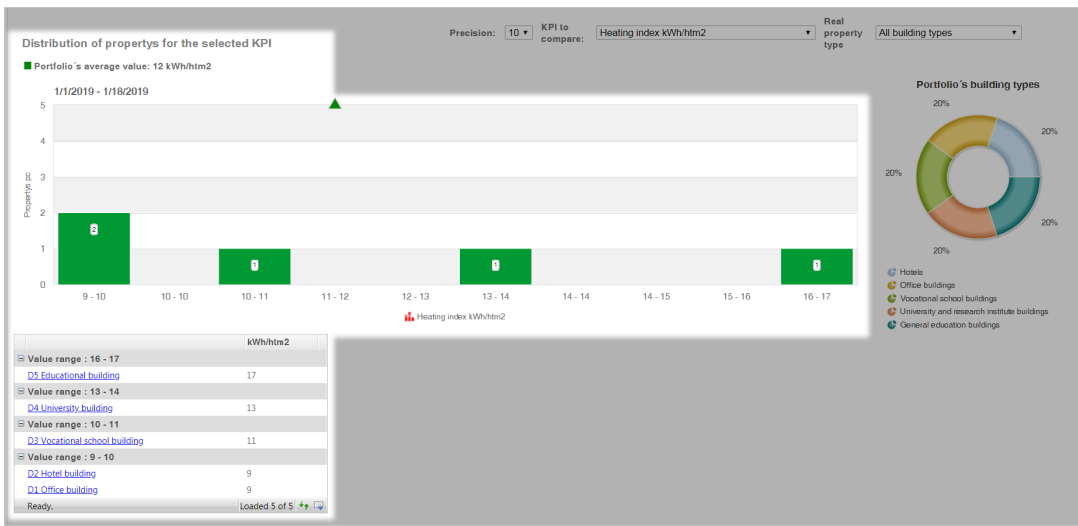 Precision: 10 KPI to compare: Heating index kWh/htm2 Real property type All building types
Distribution of propertys for the selected KPI
Portfolio´s average value: 12 kWh/htm2
1/1/2019 - 1/18/2019
5
4
3
2
1
0
Propertys pc
2
1
1
1
9 - 10 10 - 10 10 - 11 11 - 12 12 - 13 13 - 14 14 - 14 14 - 15 15 - 16 16 - 17
Heating index kWh/htm2
Portfolio´s building types
20%
20%
20%
20%
20%
Hotels
Office buildings
Vocational school buildings
University and research institute buildings
General education buildings
kWh/htm2
Value range : 16 - 17
D5 Educational building 17
Value range : 13 - 14
D4 University building 13
Value range : 10 - 11
D3 Vocational school building 11
Value range : 9 - 10
D2 Hotel building 9
D1 Office building 9
Ready. Loaded 5 of 5